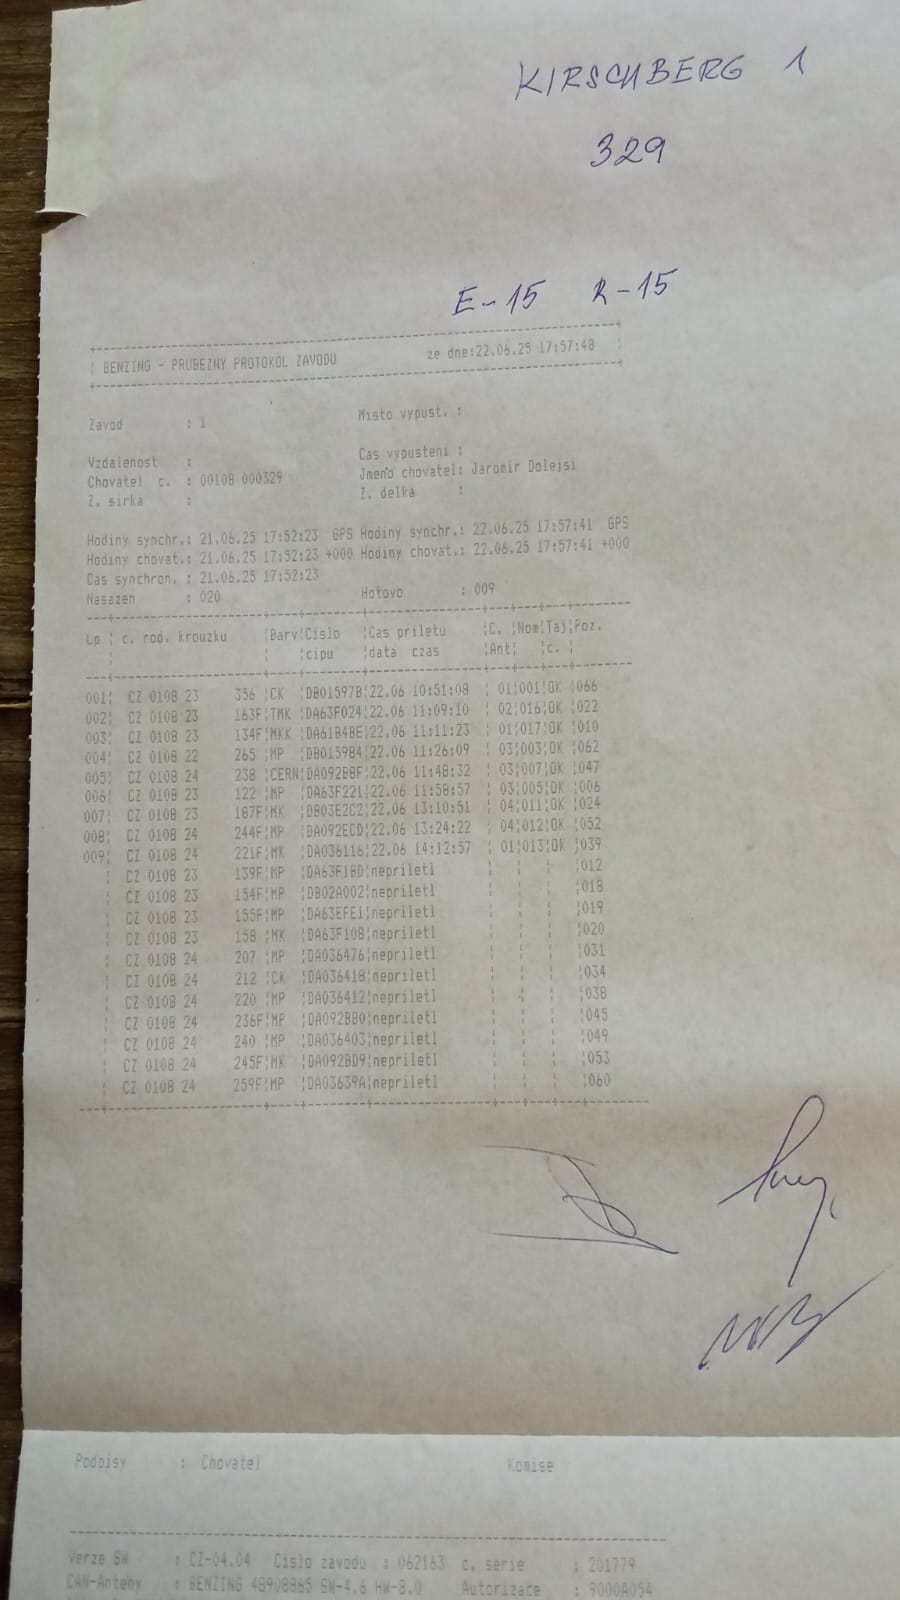 KIRSCHBERG 1
329
E-15 R-15
BENZING - PRUBEZNY PROTOKOL ZAVODU ze dne:22.06.25 17:57:48
Zavod : 1 Misto vypust. :
Vzdalenost : Cas vypusteni :
Chovatel c. : 00108 000329 Jmeno chovatel: Jaromir Dolejsi
Z. sirka : Z. delka :
Hodiny synchr.: 21.06.25 17:52:23 GPS Hodiny synchr.: 22.06.25 17:57:41 GPS
Hodiny chovat.: 21.06.25 17:52:23 +000 Hodiny chovat.: 22.06.25 17:57:41 +000
Cas synchron. : 21.06.25 17:52:23
Nasazen : 020 Hotovo : 009
Lp ¦ c. rod. krouzku ¦Barv¦Cislo ¦Cas priletu ¦C. ¦Nom¦Taj¦Poz.
¦ ¦ ¦cipu ¦data czas ¦Ant¦ ¦c. ¦
001¦ CZ 0108 23 356 ¦CK ¦DB01597B¦22.06 10:51:08 ¦ 01¦001¦OK ¦066
002¦ CZ 0108 23 163F¦TMK ¦DA63F024¦22.06 11:09:10 ¦ 02¦016¦OK ¦022
003¦ CZ 0108 23 134F¦MKK ¦DA61B48E¦22.06 11:11:23 ¦ 01¦017¦OK ¦010
004¦ CZ 0108 22 265 ¦MP ¦DB015984¦22.06 11:26:09 ¦ 03¦003¦OK ¦062
005¦ CZ 0108 24 238 ¦CERN¦DA092BBF¦22.06 11:48:32 ¦ 03¦007¦OK ¦047
006¦ CZ 0108 23 122 ¦MP ¦DA63F221¦22.06 11:58:57 ¦ 03¦005¦OK ¦006
007¦ CZ 0108 23 187F¦MK ¦DB03E2C2¦22.06 13:10:51 ¦ 04¦011¦OK ¦024
008¦ CZ 0108 24 244F¦MP ¦DA092ECD¦22.06 13:24:22 ¦ 04¦012¦OK ¦052
009¦ CZ 0108 24 221F¦MK ¦DA036116¦22.06 14:12:57 ¦ 01¦013¦OK ¦039
¦ CZ 0108 23 139F¦MP ¦DA63F1BD¦nepriletl ¦ ¦ ¦ ¦012
¦ CZ 0108 23 154F¦MP ¦DB02A002¦nepriletl ¦ ¦ ¦ ¦018
¦ CZ 0108 23 155F¦MP ¦DA63EFE1¦nepriletl ¦ ¦ ¦ ¦019
¦ CZ 0108 23 158 ¦MK ¦DA63F108¦nepriletl ¦ ¦ ¦ ¦020
¦ CZ 0108 24 207 ¦MP ¦DA036476¦nepriletl ¦ ¦ ¦ ¦031
¦ CZ 0108 24 212 ¦CK ¦DA036418¦nepriletl ¦ ¦ ¦ ¦034
¦ CZ 0108 24 220 ¦MP ¦DA036412¦nepriletl ¦ ¦ ¦ ¦038
¦ CZ 0108 24 236F¦MP ¦DA092BB0¦nepriletl ¦ ¦ ¦ ¦045
¦ CZ 0108 24 240 ¦MP ¦DA036403¦nepriletl ¦ ¦ ¦ ¦049
¦ CZ 0108 24 245F¦MK ¦DA092BD9¦nepriletl ¦ ¦ ¦ ¦053
¦ CZ 0108 24 259F¦MP ¦DA03639A¦nepriletl ¦ ¦ ¦ ¦060
Podpisy : Chovatel Komise
Verze SW : CZ-04.04 Cislo zavodu : 062163 c. serie : 201779
CAN-Anteny : BENZING 48908865 SW-4.6 HW-8.0 Autorizace : 9000A054